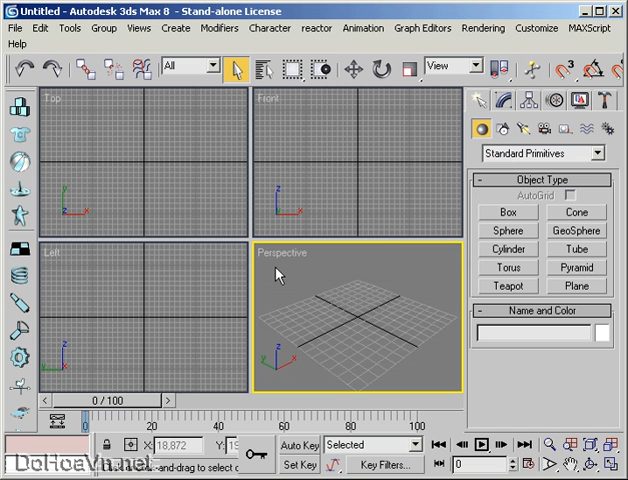 Untitled - Autodesk 3ds Max 8 - Stand-alone License
File Edit Tools Group Views Create Modifiers Character reactor Animation Graph Editors Rendering Customize MAXScript
Help
All
View
3
Top
Front
Left
Perspective
z
y
x
z
x
z
y
z
y
x
Standard Primitives
- Object Type
AutoGrid
Box Cone
Sphere GeoSphere
Cylinder Tube
Torus Pyramid
Teapot Plane
- Name and Color
< 0 / 100 >
0 20 40 60 80 100
X: 18,872 Y:
Auto Key Selected
Set Key Key Filters...
0
DoHoaVn.net
-and-drag to select